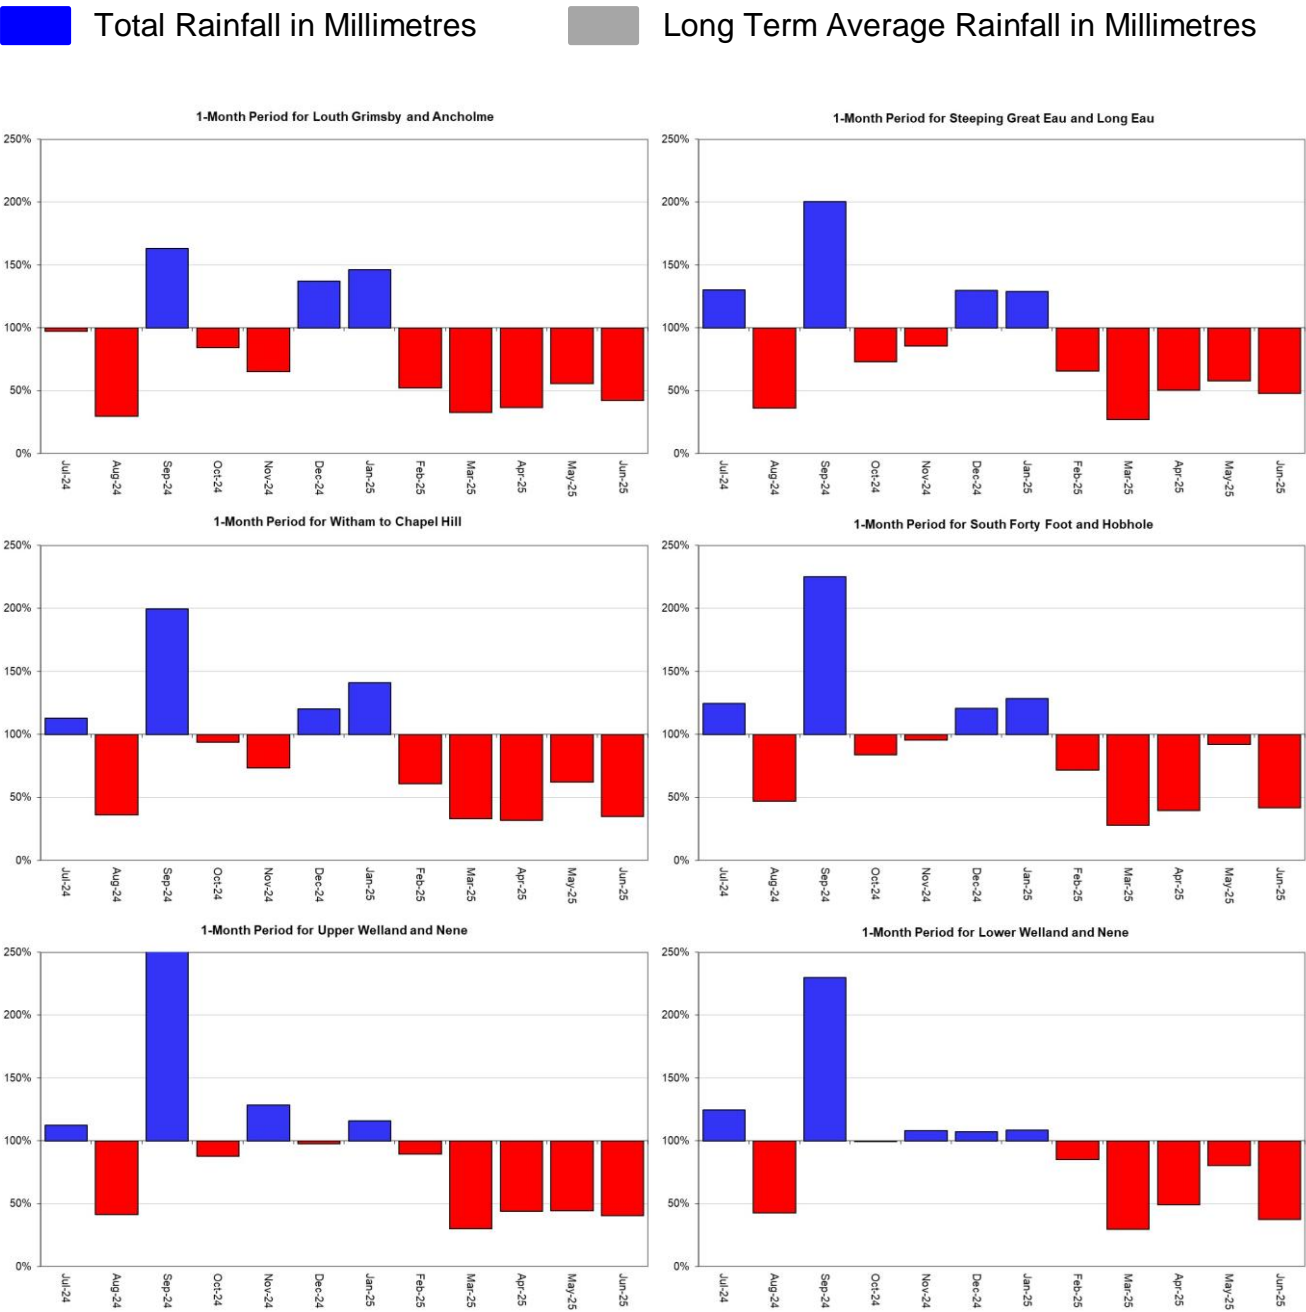 Total Rainfall in Millimetres Long Term Average Rainfall in Millimetres
1-Month Period for Louth Grimsby and Ancholme
250%
200%
150%
100%
50%
0%
Jul-24 Aug-24 Sep-24 Oct-24 Nov-24 Dec-24 Jan-25 Feb-25 Mar-25 Apr-25 May-25 Jun-25
1-Month Period for Steeping Great Eau and Long Eau
250%
200%
150%
100%
50%
0%
Jul-24 Aug-24 Sep-24 Oct-24 Nov-24 Dec-24 Jan-25 Feb-25 Mar-25 Apr-25 May-25 Jun-25
1-Month Period for Witham to Chapel Hill
250%
200%
150%
100%
50%
0%
Jul-24 Aug-24 Sep-24 Oct-24 Nov-24 Dec-24 Jan-25 Feb-25 Mar-25 Apr-25 May-25 Jun-25
1-Month Period for South Forty Foot and Hobhole
250%
200%
150%
100%
50%
0%
Jul-24 Aug-24 Sep-24 Oct-24 Nov-24 Dec-24 Jan-25 Feb-25 Mar-25 Apr-25 May-25 Jun-25
1-Month Period for Upper Welland and Nene
250%
200%
150%
100%
50%
0%
Jul-24 Aug-24 Sep-24 Oct-24 Nov-24 Dec-24 Jan-25 Feb-25 Mar-25 Apr-25 May-25 Jun-25
1-Month Period for Lower Welland and Nene
250%
200%
150%
100%
50%
0%
Jul-24 Aug-24 Sep-24 Oct-24 Nov-24 Dec-24 Jan-25 Feb-25 Mar-25 Apr-25 May-25 Jun-25